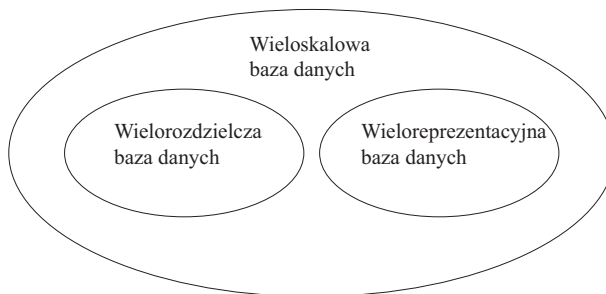 Wieloskalowa
baza danych
Wielorozdzielcza
baza danych
Wieloreprezentacyjna
baza danych